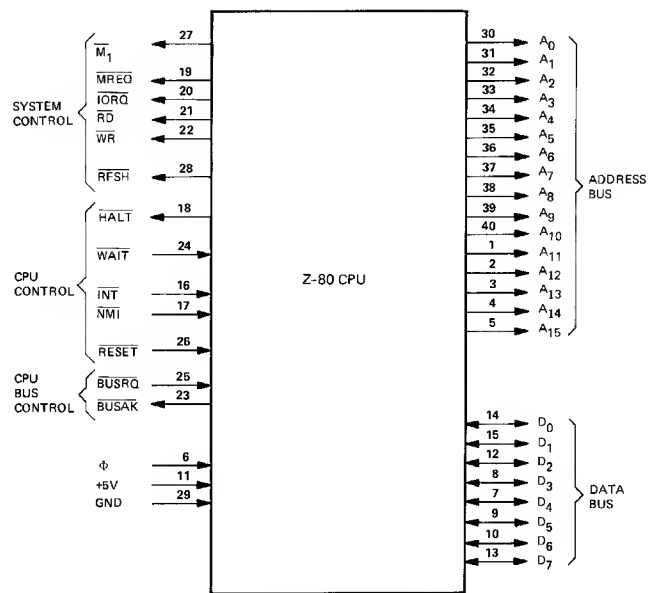 27 M1
19 MREQ
20 IORQ
21 RD
22 WR
28 RFSH
SYSTEM
CONTROL
18 HALT
24 WAIT
16 INT
17 NMI
26 RESET
CPU
CONTROL
25 BUSRQ
23 BUSAK
CPU
BUS
CONTROL
6 Φ
11 +5V
29 GND
Z-80 CPU
30 A0
31 A1
32 A2
33 A3
34 A4
35 A5
36 A6
37 A7
38 A8
39 A9
40 A10
1 A11
2 A12
3 A13
4 A14
5 A15
ADDRESS
BUS
14 D0
15 D1
12 D2
8 D3
7 D4
9 D5
10 D6
13 D7
DATA
BUS